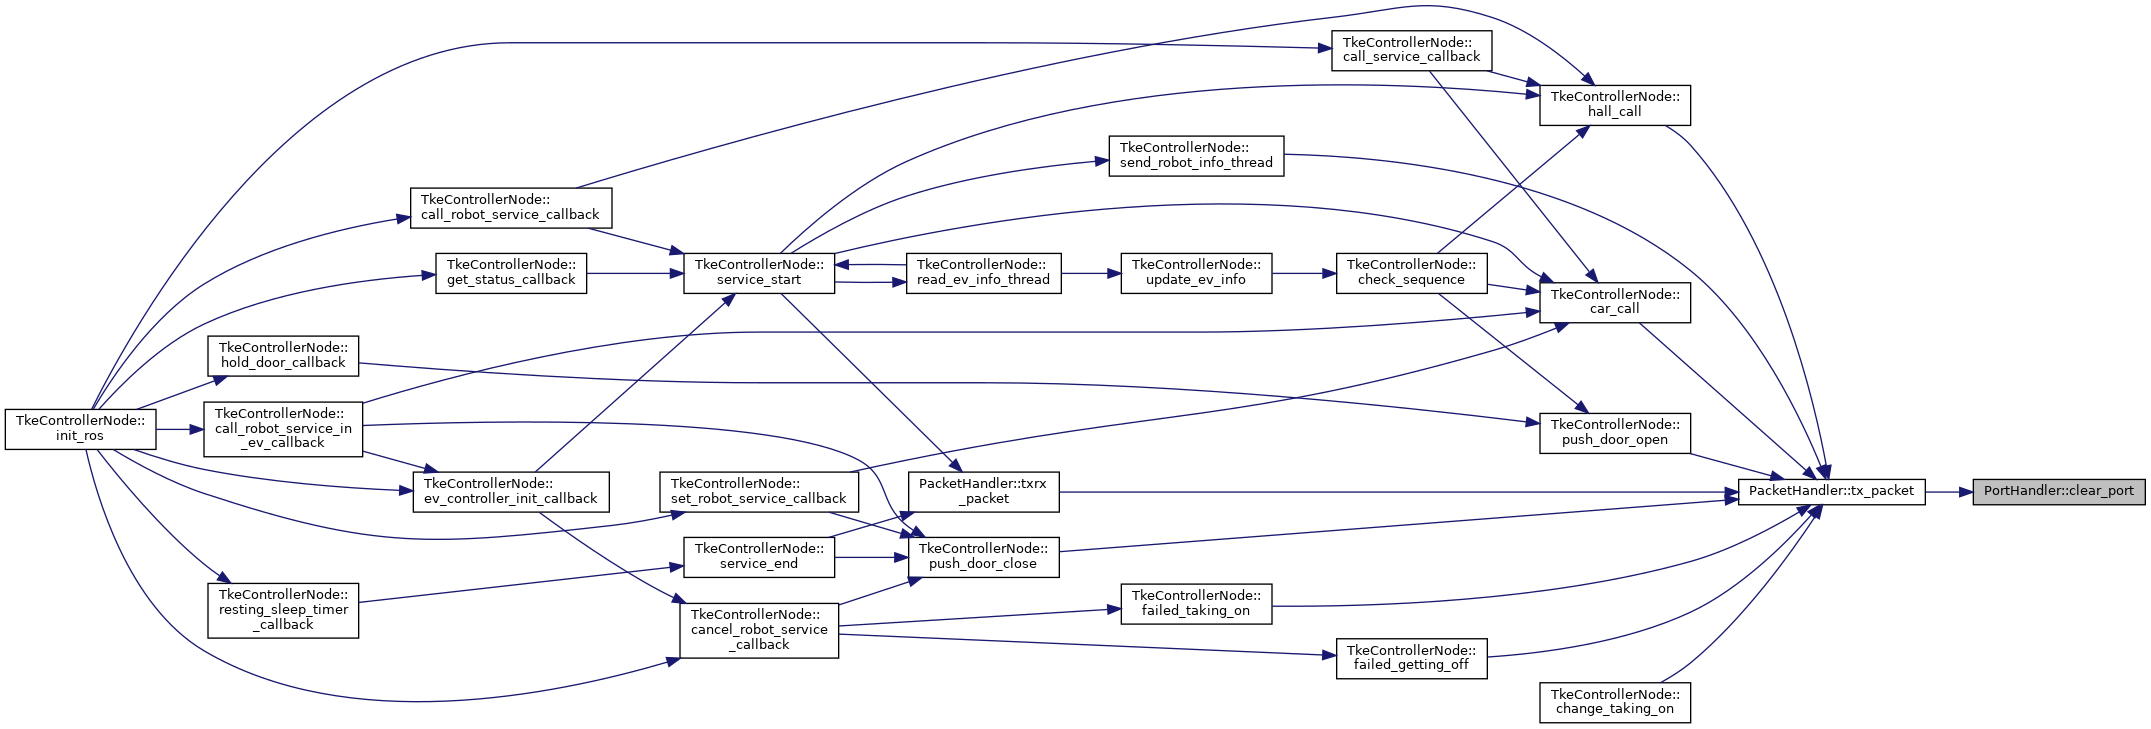 TkeControllerNode::
call_service_callback
TkeControllerNode::
hall_call
TkeControllerNode::
send_robot_info_thread
TkeControllerNode::
call_robot_service_callback
TkeControllerNode::
get_status_callback
TkeControllerNode::
service_start
TkeControllerNode::
read_ev_info_thread
TkeControllerNode::
update_ev_info
TkeControllerNode::
check_sequence
TkeControllerNode::
car_call
TkeControllerNode::
hold_door_callback
TkeControllerNode::
init_ros
TkeControllerNode::
call_robot_service_in
_ev_callback
TkeControllerNode::
push_door_open
TkeControllerNode::
ev_controller_init_callback
TkeControllerNode::
set_robot_service_callback
PacketHandler::txrx
_packet
PacketHandler::tx_packet
PortHandler::clear_port
TkeControllerNode::
service_end
TkeControllerNode::
push_door_close
TkeControllerNode::
resting_sleep_timer
_callback
TkeControllerNode::
cancel_robot_service
_callback
TkeControllerNode::
failed_taking_on
TkeControllerNode::
failed_getting_off
TkeControllerNode::
change_taking_on